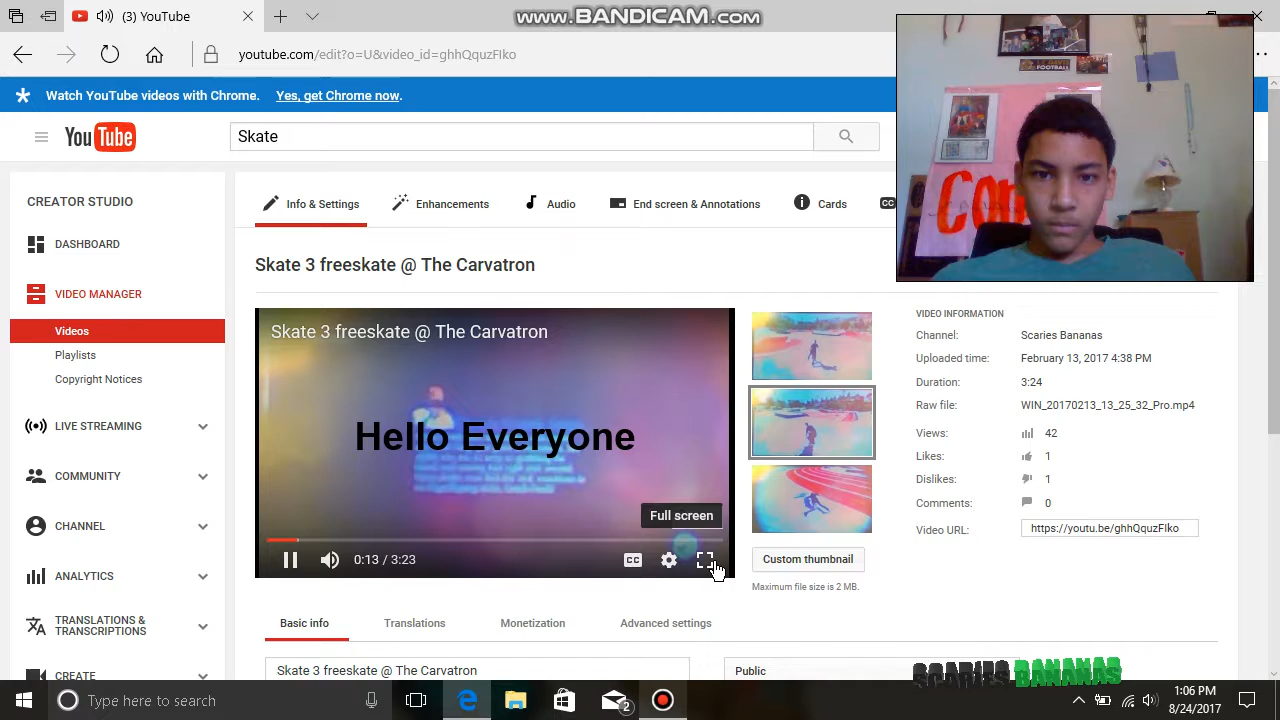 www.BANDICAM.com
(3) YouTube
youtube.com/edit?o=U&video_id=ghhQquzFIko
Watch YouTube videos with Chrome. Yes, get Chrome now.
YouTube
Skate
CREATOR STUDIO
DASHBOARD
VIDEO MANAGER
Videos
Playlists
Copyright Notices
LIVE STREAMING
COMMUNITY
CHANNEL
ANALYTICS
TRANSLATIONS &
TRANSCRIPTIONS
CREATE
Info & Settings Enhancements Audio End screen & Annotations Cards CC
Skate 3 freeskate @ The Carvatron
Skate 3 freeskate @ The Carvatron
Hello Everyone
Full screen
0:13 / 3:23 CC
Custom thumbnail
Maximum file size is 2 MB.
VIDEO INFORMATION
Channel: Scaries Bananas
Uploaded time: February 13, 2017 4:38 PM
Duration: 3:24
Raw file: WIN_20170213_13_25_32_Pro.mp4
Views: 42
Likes: 1
Dislikes: 1
Comments: 0
Video URL: https://youtu.be/ghhQquzFIko
Basic info Translations Monetization Advanced settings
Skate 3 freeskate @ The Carvatron
Public
SCARIES BANANAS
FOOTBALL
Type here to search
2
1:06 PM
8/24/2017